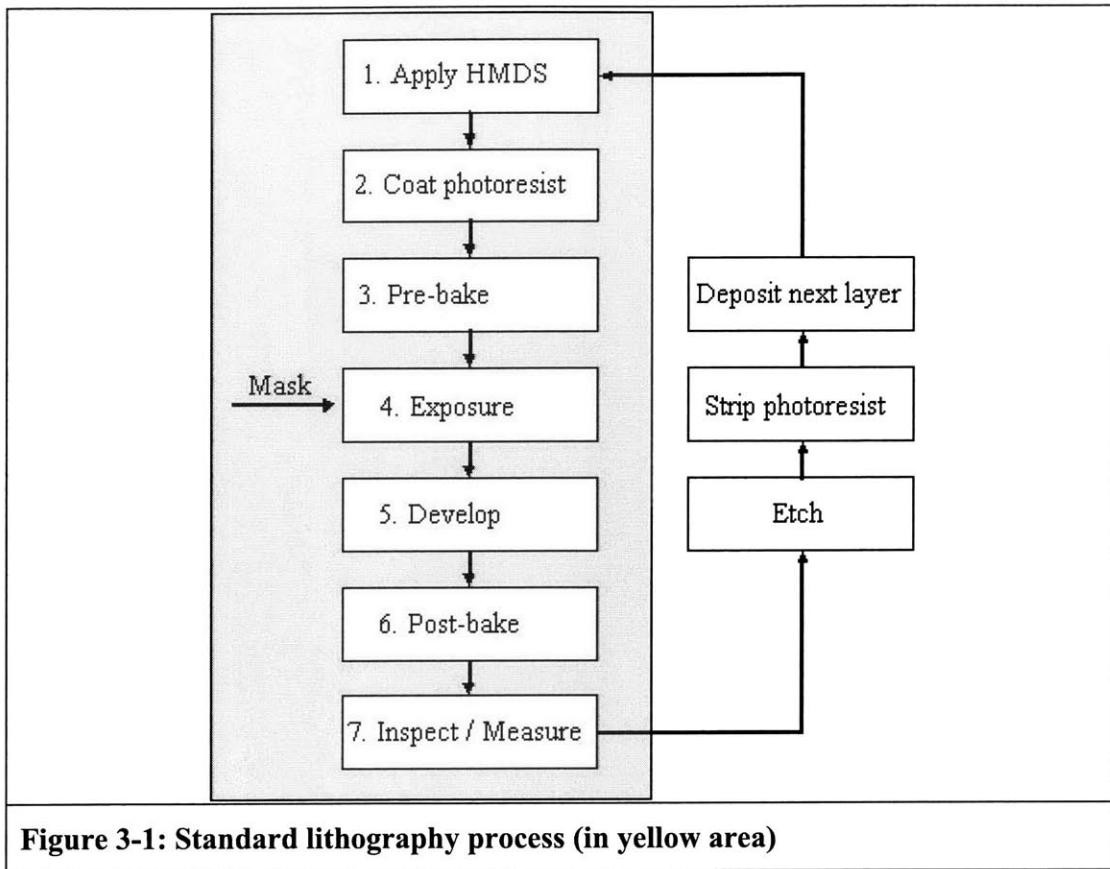 1. Apply HMDS
2. Coat photoresist
3. Pre-bake
Mask
4. Exposure
5. Develop
6. Post-bake
7. Inspect / Measure
Deposit next layer
Strip photoresist
Etch
Figure 3-1: Standard lithography process (in yellow area)